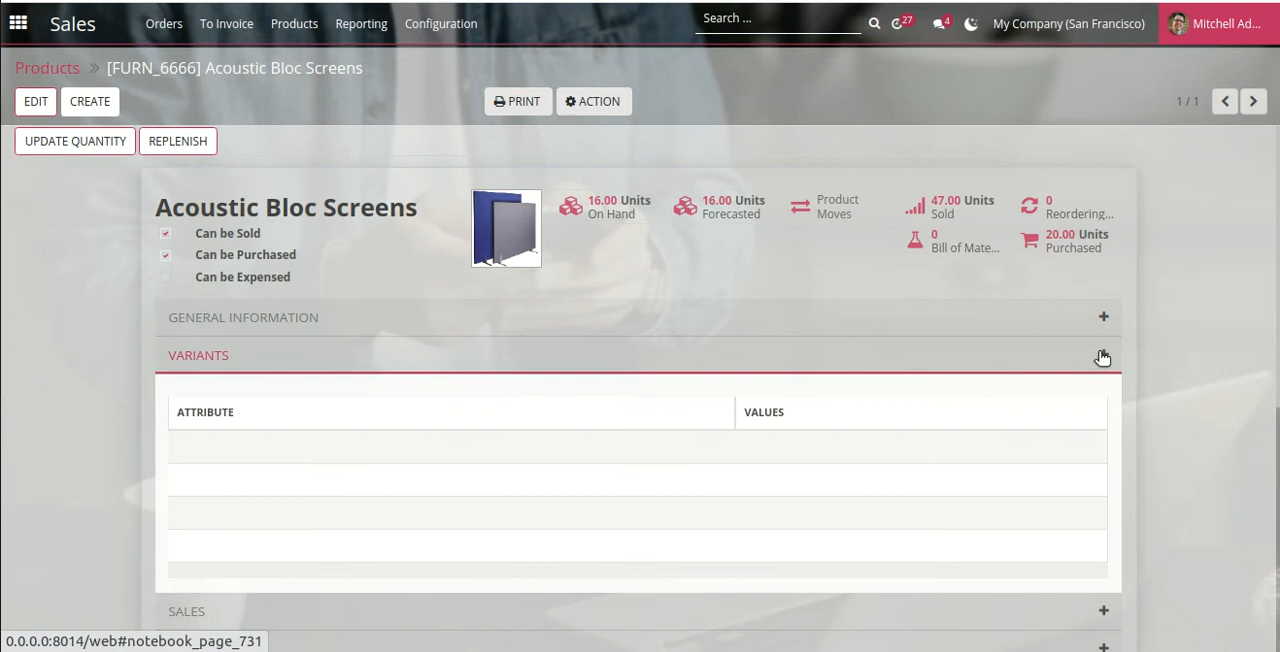 Sales Orders To Invoice Products Reporting Configuration Search ... 27 4 My Company (San Francisco) Mitchell Ad...
Products » [FURN_6666] Acoustic Bloc Screens
EDIT CREATE PRINT ACTION 1 / 1
UPDATE QUANTITY REPLENISH
Acoustic Bloc Screens
Can be Sold
Can be Purchased
Can be Expensed
16.00 Units
On Hand
16.00 Units
Forecasted
Product
Moves
47.00 Units
Sold
0
Reordering...
0
Bill of Mate...
20.00 Units
Purchased
GENERAL INFORMATION +
VARIANTS
ATTRIBUTE VALUES
SALES +
+
0.0.0.0:8014/web#notebook_page_731